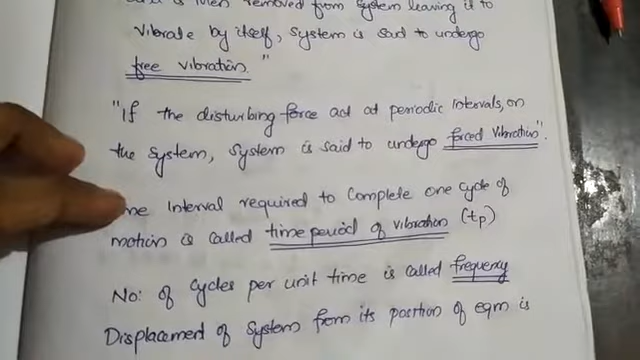 is then removed from system leaving it to
vibrate by itself, system is said to undergo
free vibration."
"If the disturbing force act at periodic intervals, on
the system, system is said to undergo forced vibration".
interval required to complete one cycle of
motion is called time period of vibration (tp)
No: of cycles per unit time is called frequency
Displacement of system from its position of eqm is